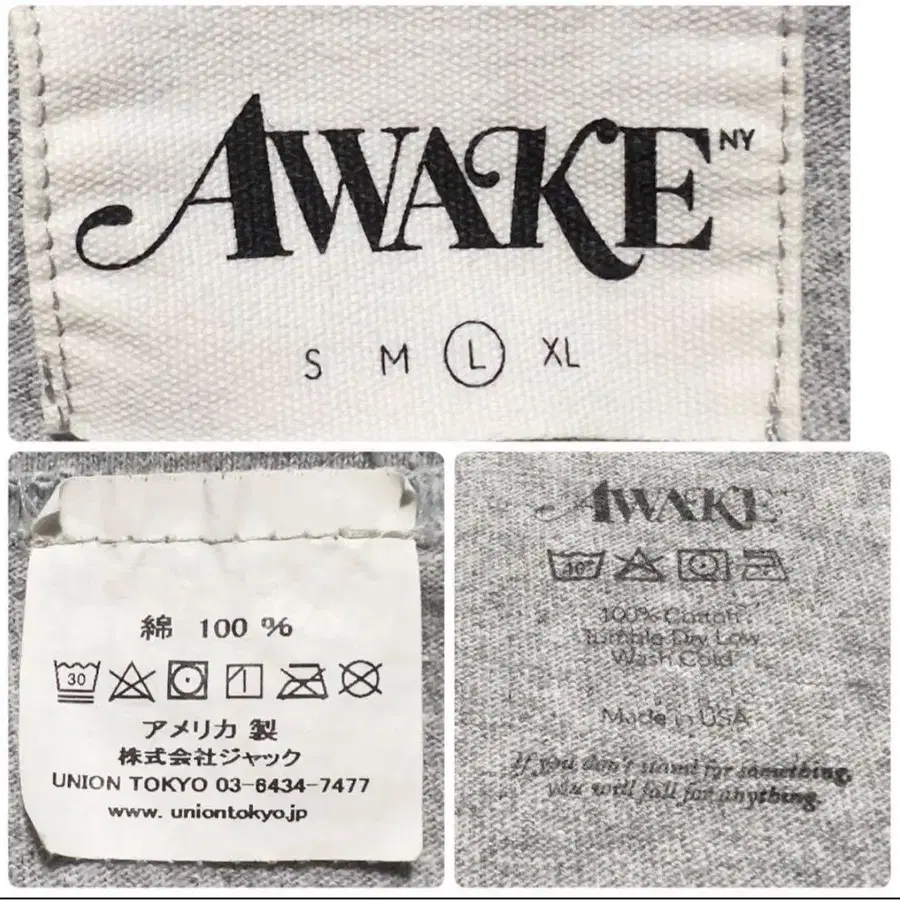 AWAKE NY
S M L XL
綿 100 %
30
アメリカ 製
株式会社ジャック
UNION TOKYO 03-6434-7477
www. uniontokyo.jp
AWAKE
40°
100% Cotton
Tumble Dry Low
Wash Cold
Made in USA
If you don't stand for something,
you will fall for anything.